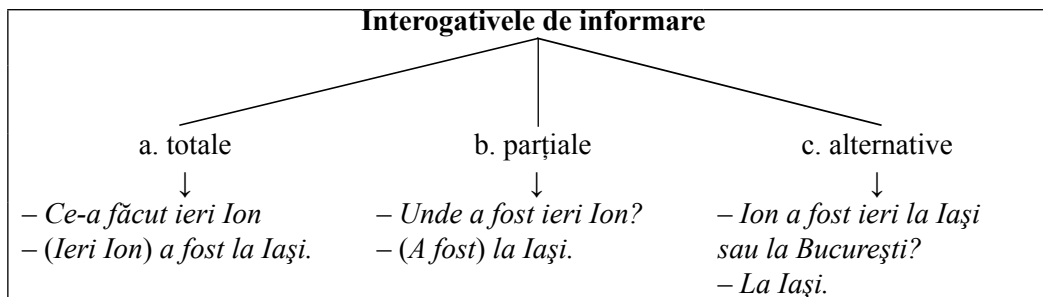 Interogativele de informare
a. totale
↓
– Ce-a făcut ieri Ion
– (Ieri Ion) a fost la Iaşi.
b. parțiale
↓
– Unde a fost ieri Ion?
– (A fost) la Iaşi.
c. alternative
↓
– Ion a fost ieri la Iaşi
sau la Bucureşti?
– La Iaşi.